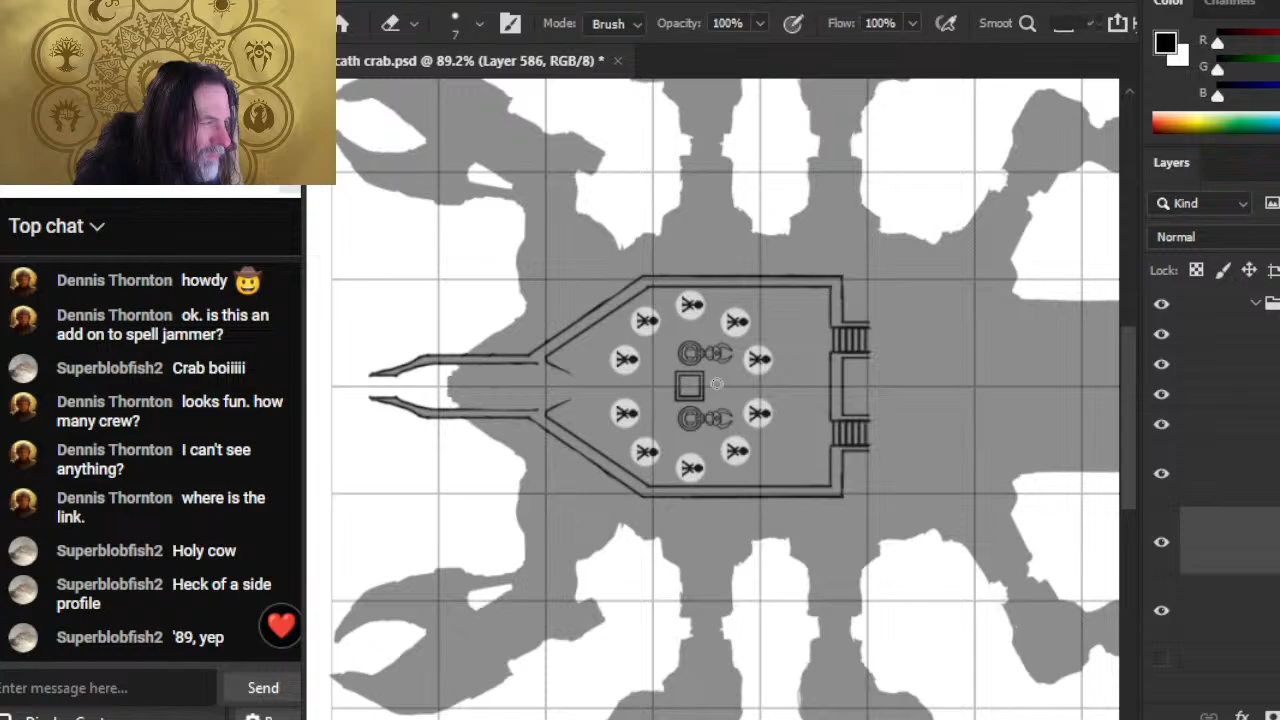 7
Mode: Brush
Opacity: 100%
Flow: 100%
Smoot
cath crab.psd @ 89.2% (Layer 586, RGB/8) *
Color
Channels
R
G
B
Layers
Kind
Normal
Lock:
fx
Top chat
Dennis Thornton howdy
Dennis Thornton ok. is this an
add on to spell jammer?
Superblobfish2 Crab boiiiii
Dennis Thornton looks fun. how
many crew?
Dennis Thornton I can't see
anything?
Dennis Thornton where is the
link.
Superblobfish2 Holy cow
Superblobfish2 Heck of a side
profile
Superblobfish2 '89, yep
Enter message here...
Send